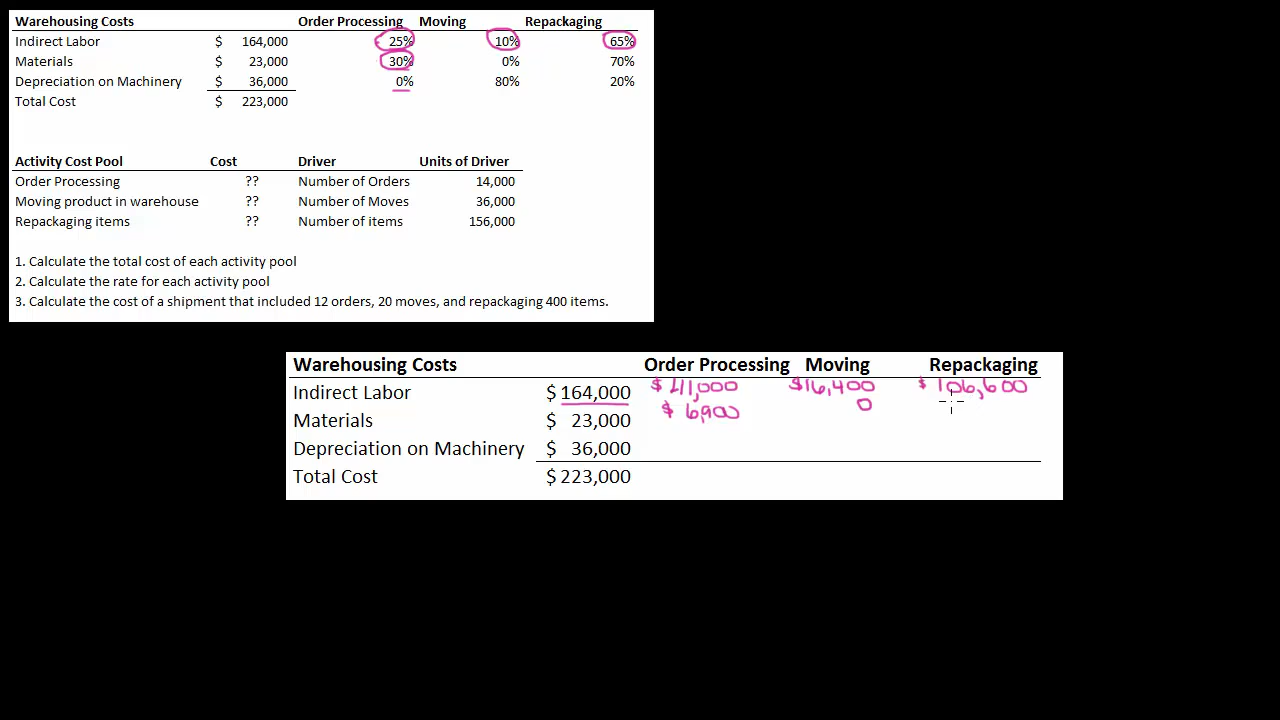 Warehousing Costs Order Processing Moving Repackaging
Indirect Labor $ 164,000 25% 10% 65%
Materials $ 23,000 30% 0% 70%
Depreciation on Machinery $ 36,000 0% 80% 20%
Total Cost $ 223,000
Activity Cost Pool Cost Driver Units of Driver
Order Processing ?? Number of Orders 14,000
Moving product in warehouse ?? Number of Moves 36,000
Repackaging items ?? Number of items 156,000
1. Calculate the total cost of each activity pool
2. Calculate the rate for each activity pool
3. Calculate the cost of a shipment that included 12 orders, 20 moves, and repackaging 400 items.
Warehousing Costs Order Processing Moving Repackaging
Indirect Labor $ 164,000 $ 41,000 $16,400 $ 106,600
Materials $ 23,000 $ 6,900 0
Depreciation on Machinery $ 36,000
Total Cost $ 223,000